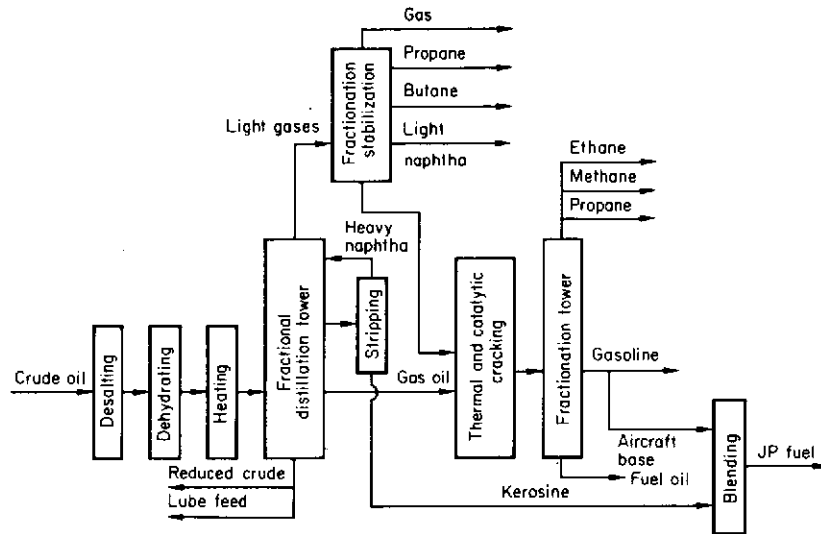 Gas
Propane
Butane
Light
naphtha
Fractionation
stabilization
Light gases
Ethane
Methane
Propane
Heavy
naphtha
Stripping
Fractional
distillation tower
Thermal and catalytic
cracking
Fractionation tower
Gasoline
Crude oil
Desalting
Dehydrating
Heating
Gas oil
Aircraft
base
Fuel oil
Blending
JP fuel
Reduced crude
Lube feed
Kerosine